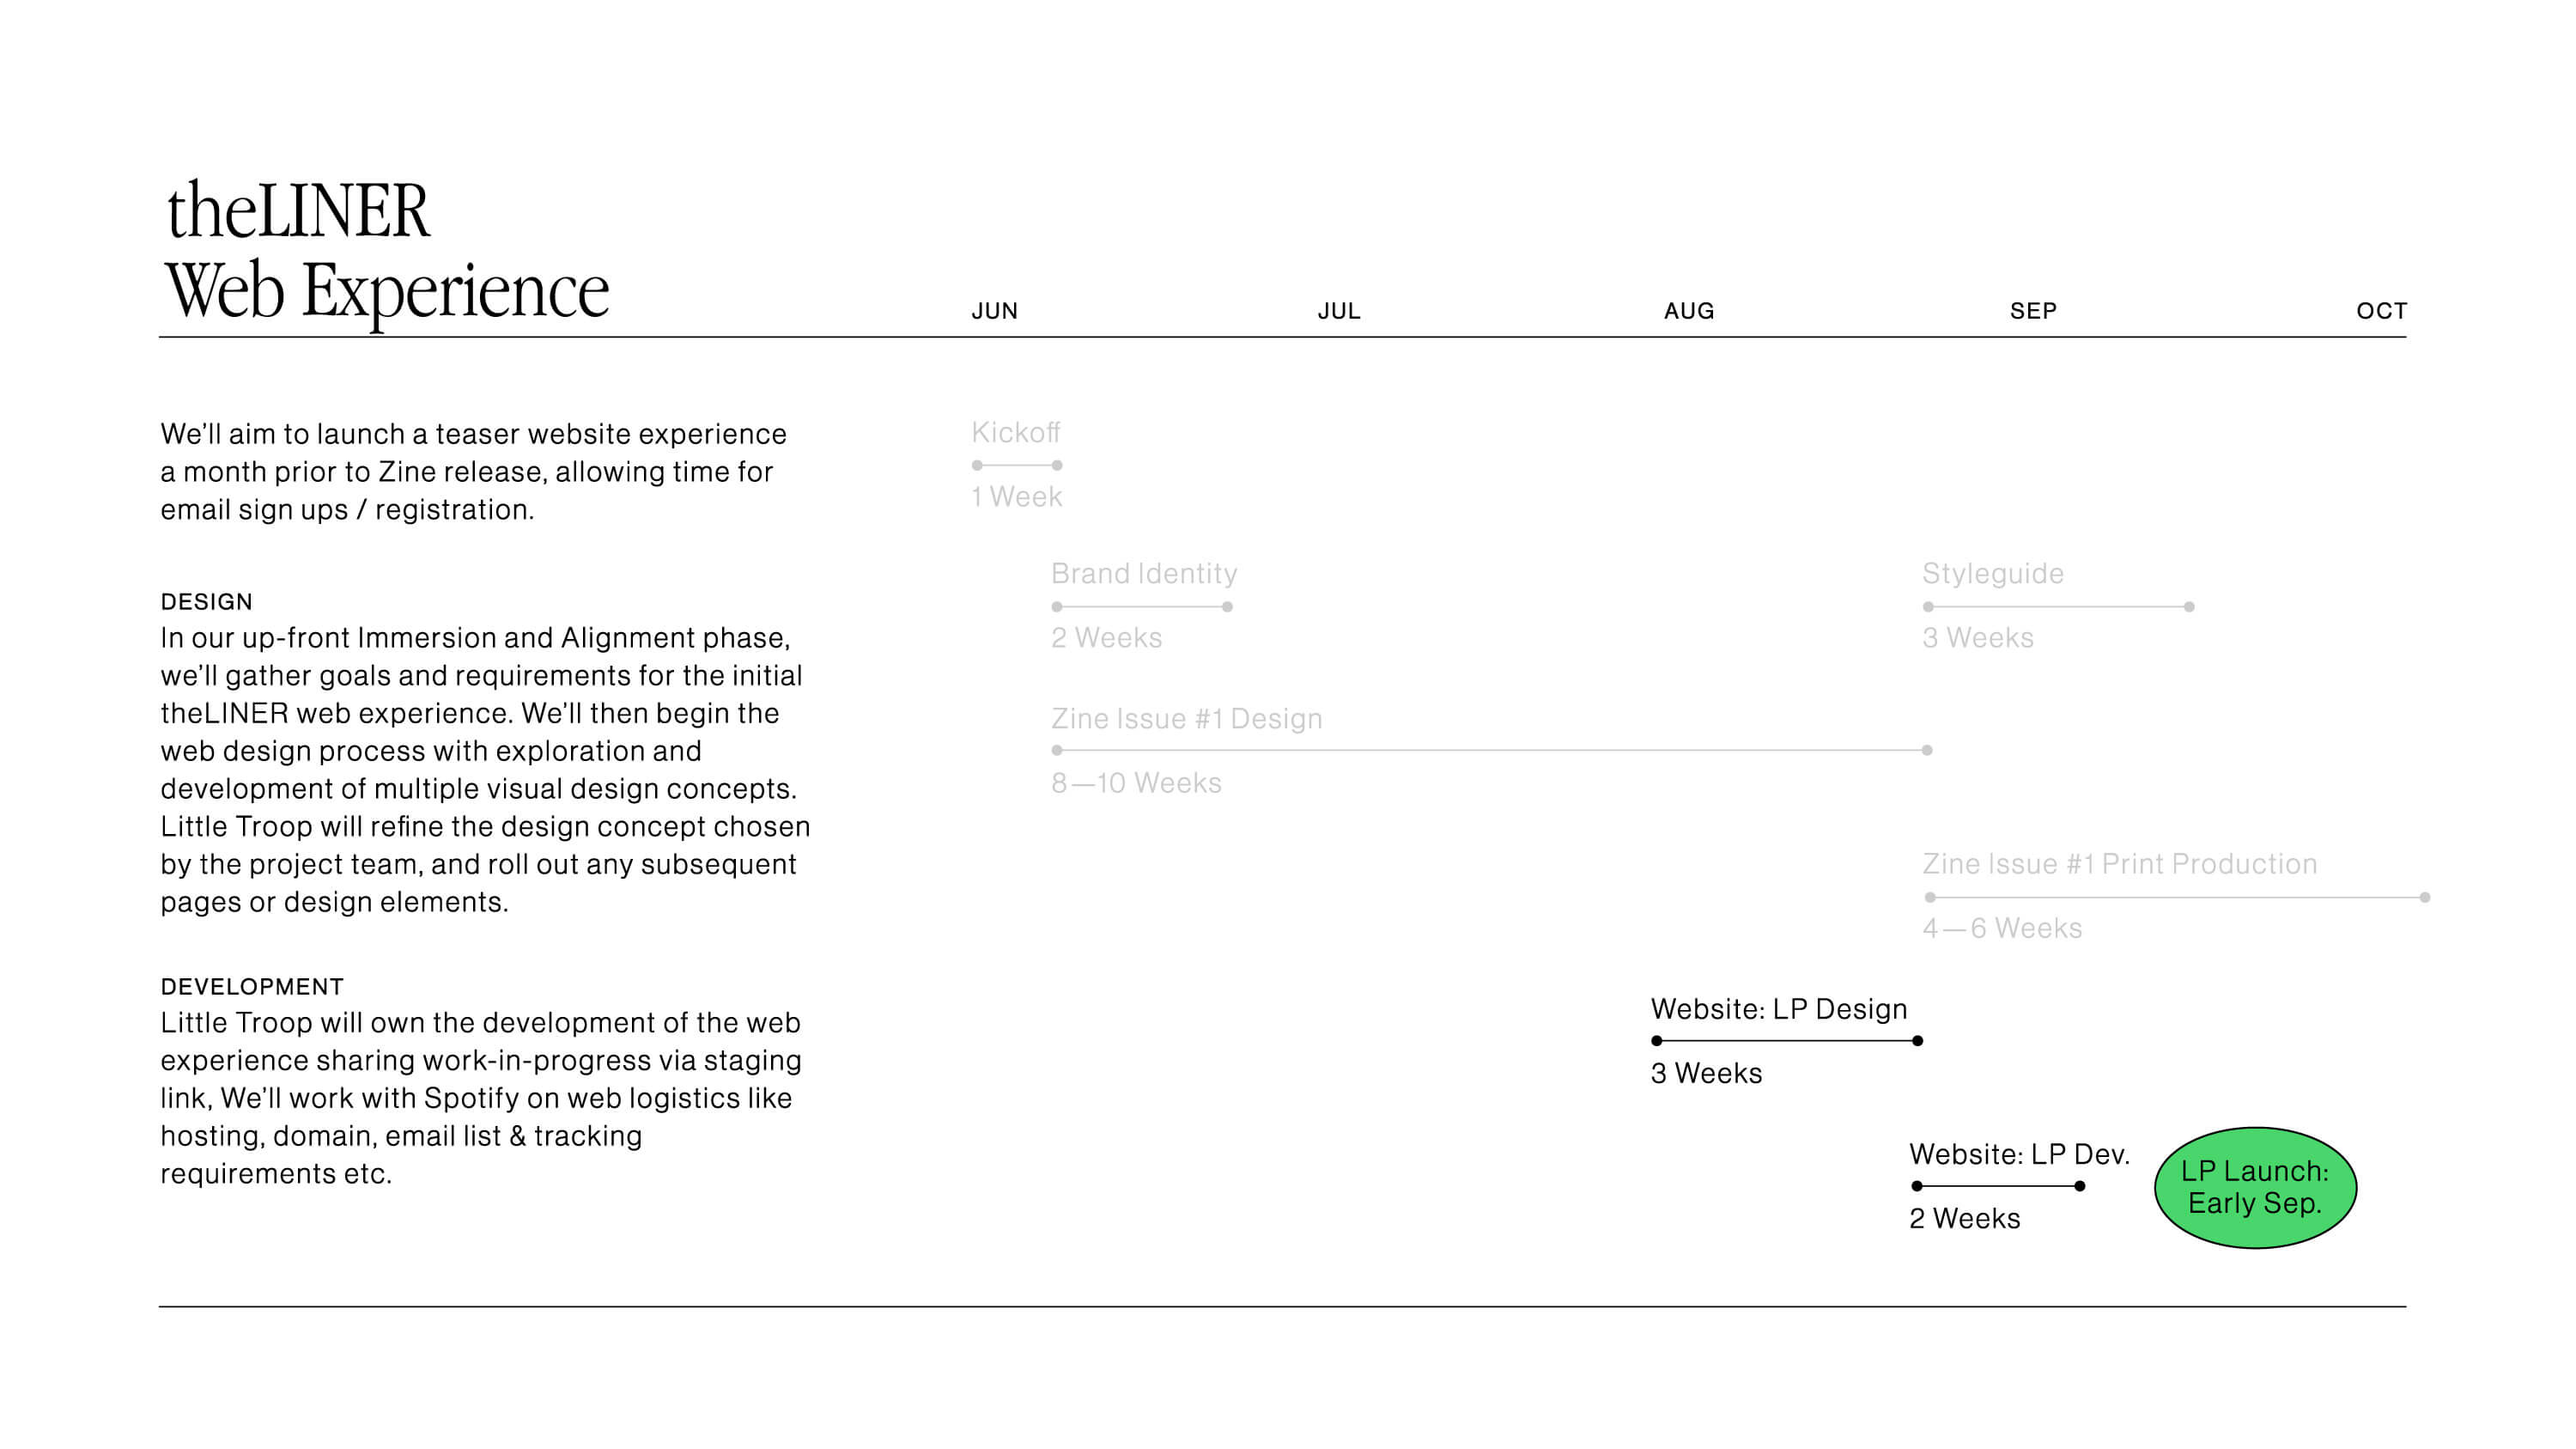 theLINER
Web Experience
JUN
JUL
AUG
SEP
OCT
We’ll aim to launch a teaser website experience
a month prior to Zine release, allowing time for
email sign ups / registration.
DESIGN
In our up-front Immersion and Alignment phase,
we’ll gather goals and requirements for the initial
theLINER web experience. We’ll then begin the
web design process with exploration and
development of multiple visual design concepts.
Little Troop will refine the design concept chosen
by the project team, and roll out any subsequent
pages or design elements.
DEVELOPMENT
Little Troop will own the development of the web
experience sharing work-in-progress via staging
link, We’ll work with Spotify on web logistics like
hosting, domain, email list & tracking
requirements etc.
Kickoff
1 Week
Brand Identity
2 Weeks
Styleguide
3 Weeks
Zine Issue #1 Design
8—10 Weeks
Zine Issue #1 Print Production
4—6 Weeks
Website: LP Design
3 Weeks
Website: LP Dev.
2 Weeks
LP Launch:
Early Sep.